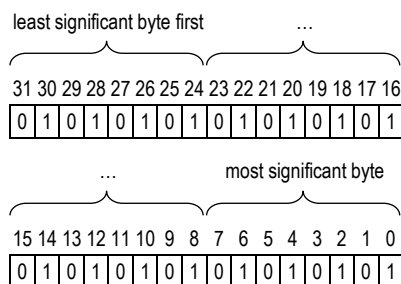 least significant byte first …
31 30 29 28 27 26 25 24 23 22 21 20 19 18 17 16
0 1 0 1 0 1 0 1 0 1 0 1 0 1 0 1
… most significant byte
15 14 13 12 11 10 9 8 7 6 5 4 3 2 1 0
0 1 0 1 0 1 0 1 0 1 0 1 0 1 0 1